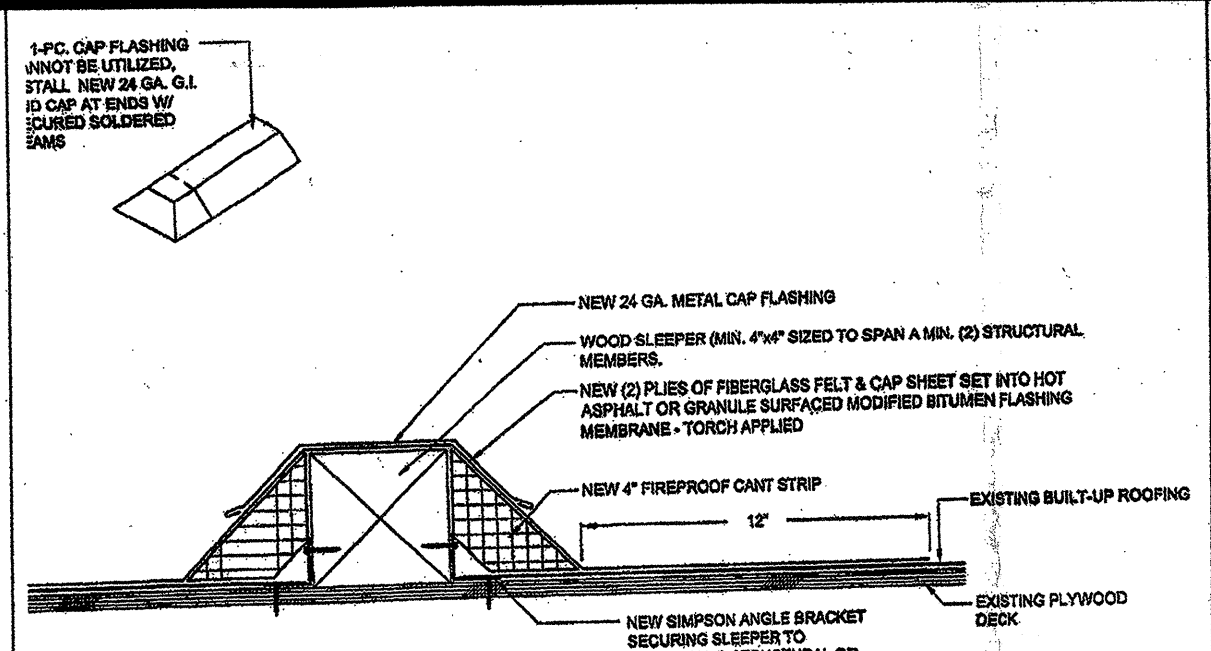 1-PC. CAP FLASHING
NNOT BE UTILIZED,
STALL NEW 24 GA. G.I.
ID CAP AT ENDS W/
CURED SOLDERED
EAMS
NEW 24 GA. METAL CAP FLASHING
WOOD SLEEPER (MIN. 4"x4" SIZED TO SPAN A MIN. (2) STRUCTURAL
MEMBERS.
NEW (2) PLIES OF FIBERGLASS FELT & CAP SHEET SET INTO HOT
ASPHALT OR GRANULE SURFACED MODIFIED BITUMEN FLASHING
MEMBRANE - TORCH APPLIED
NEW 4" FIREPROOF CANT STRIP
12"
EXISTING BUILT-UP ROOFING
EXISTING PLYWOOD
DECK
NEW SIMPSON ANGLE BRACKET
SECURING SLEEPER TO